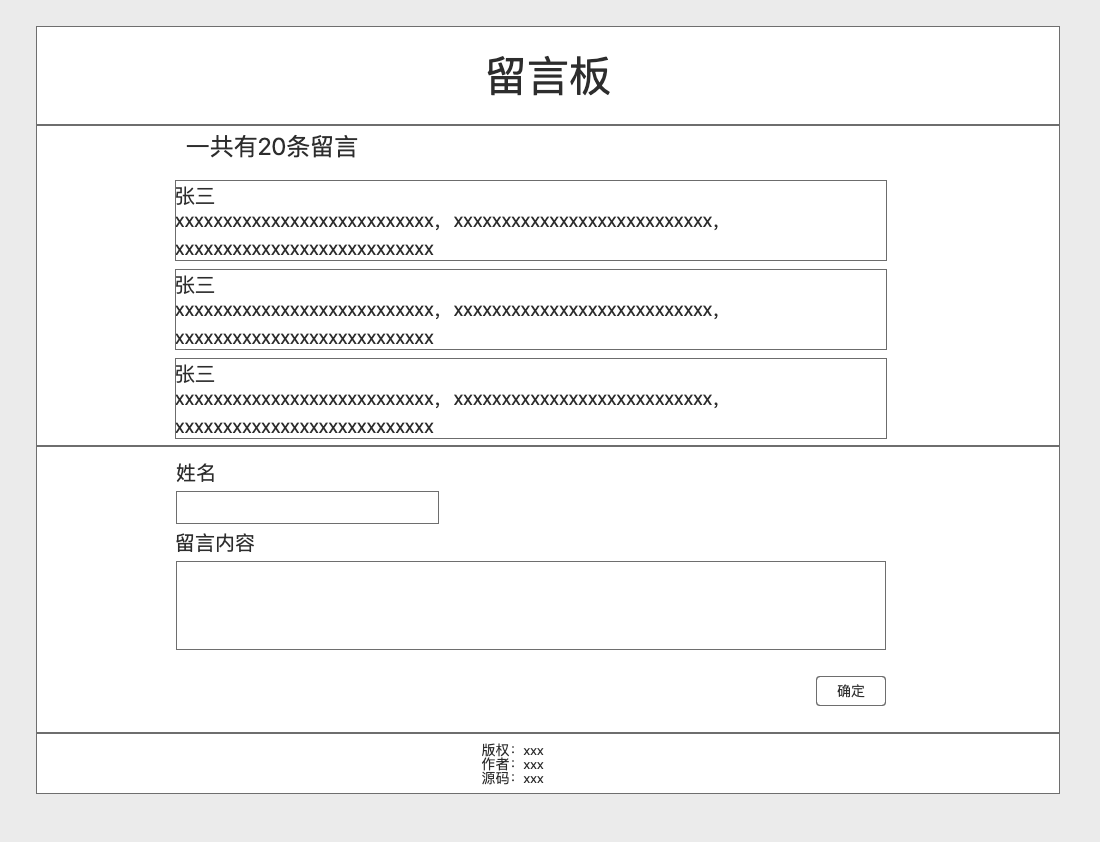 留言板
一共有20条留言
张三
xxxxxxxxxxxxxxxxxxxxxxxxxxx，xxxxxxxxxxxxxxxxxxxxxxxxxxx，
xxxxxxxxxxxxxxxxxxxxxxxxxxx
张三
xxxxxxxxxxxxxxxxxxxxxxxxxxx，xxxxxxxxxxxxxxxxxxxxxxxxxxx，
xxxxxxxxxxxxxxxxxxxxxxxxxxx
张三
xxxxxxxxxxxxxxxxxxxxxxxxxxx，xxxxxxxxxxxxxxxxxxxxxxxxxxx，
xxxxxxxxxxxxxxxxxxxxxxxxxxx
姓名
留言内容
确定
版权：xxx
作者：xxx
源码：xxx